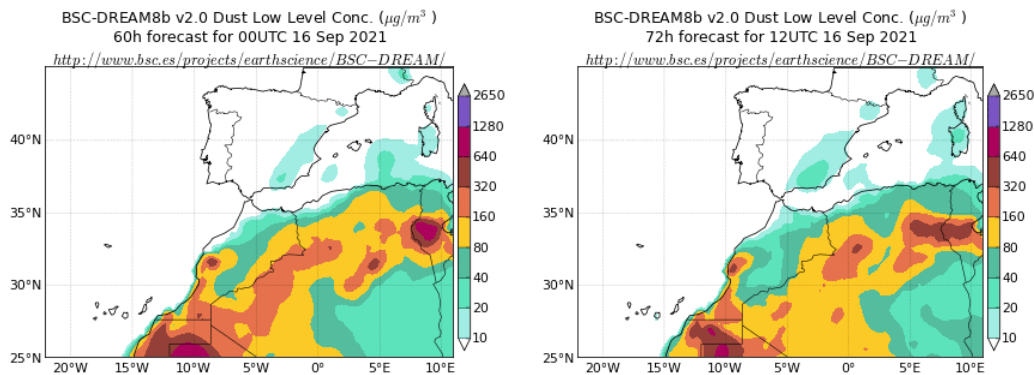 BSC-DREAM8b v2.0 Dust Low Level Conc. (μg/m³ )
60h forecast for 00UTC 16 Sep 2021
http://www.bsc.es/projects/earthscience/BSC−DREAM/
40°N
35°N
30°N
25°N
20°W
15°W
10°W
5°W
0°
5°E
10°E
2650
1280
640
320
160
80
40
20
10
BSC-DREAM8b v2.0 Dust Low Level Conc. (μg/m³ )
72h forecast for 12UTC 16 Sep 2021
http://www.bsc.es/projects/earthscience/BSC−DREAM/
40°N
35°N
30°N
25°N
20°W
15°W
10°W
5°W
0°
5°E
10°E
2650
1280
640
320
160
80
40
20
10